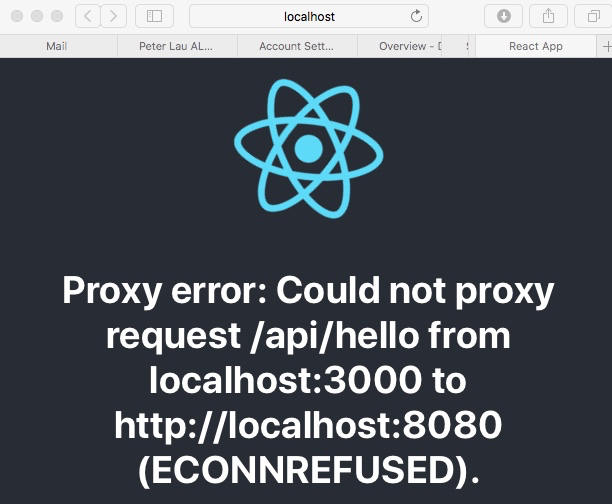 localhost
Mail
Peter Lau AL...
Account Sett...
Overview - D
React App
Proxy error: Could not proxy
request /api/hello from
localhost:3000 to
http://localhost:8080
(ECONNREFUSED).